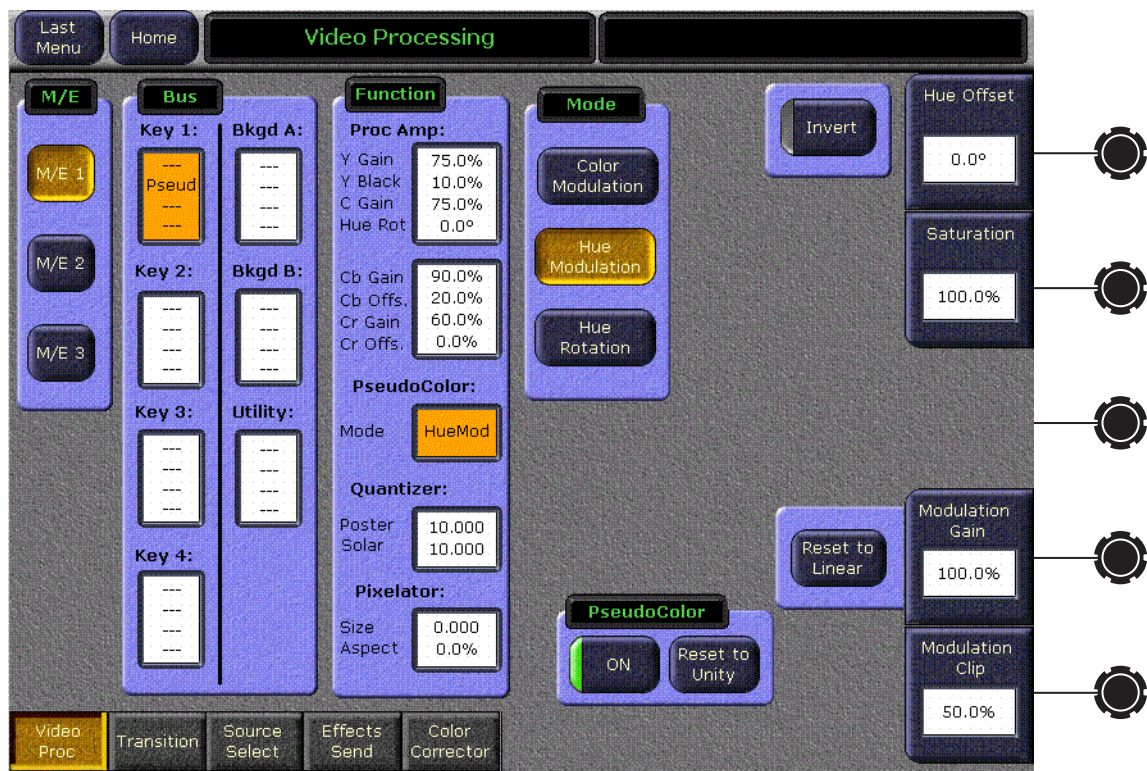 Last
Menu
Home
Video Processing
M/E
M/E 1
M/E 2
M/E 3
Bus
Key 1:
---
Pseud
---
---
Bkgd A:
---
---
---
---
Key 2:
---
---
---
---
Bkgd B:
---
---
---
---
Key 3:
---
---
---
---
Utility:
---
---
---
---
Key 4:
---
---
---
---
Function
Proc Amp:
Y Gain 75.0%
Y Black 10.0%
C Gain 75.0%
Hue Rot 0.0º
Cb Gain 90.0%
Cb Offs. 20.0%
Cr Gain 60.0%
Cr Offs. 0.0%
PseudoColor:
Mode HueMod
Quantizer:
Poster 10.000
Solar 10.000
Pixelator:
Size 0.000
Aspect 0.0%
Mode
Color
Modulation
Hue
Modulation
Hue
Rotation
Invert
Hue Offset
0.0º
Saturation
100.0%
Reset to
Linear
Modulation
Gain
100.0%
PseudoColor
ON
Reset to
Unity
Modulation
Clip
50.0%
Video
Proc
Transition
Source
Select
Effects
Send
Color
Corrector